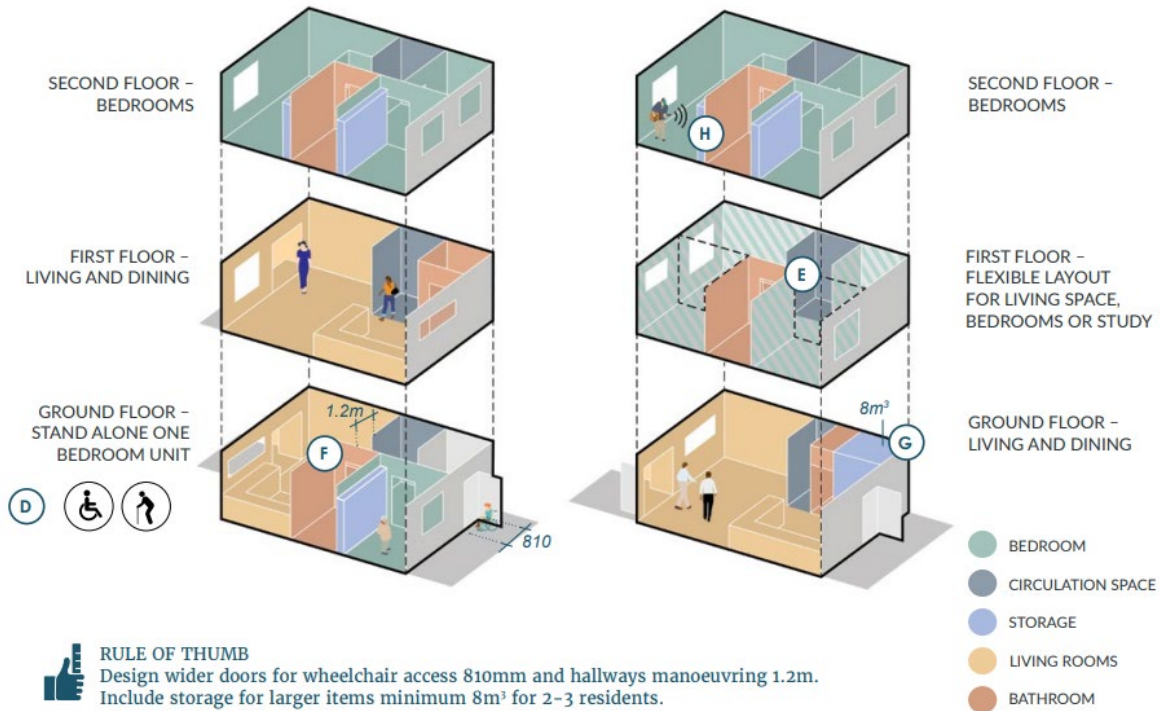 SECOND FLOOR –
BEDROOMS
FIRST FLOOR –
LIVING AND DINING
GROUND FLOOR –
STAND ALONE ONE
BEDROOM UNIT
D
1.2m
F
810
H
SECOND FLOOR –
BEDROOMS
E
FIRST FLOOR –
FLEXIBLE LAYOUT
FOR LIVING SPACE,
BEDROOMS OR STUDY
8m³
G
GROUND FLOOR –
LIVING AND DINING
BEDROOM
CIRCULATION SPACE
STORAGE
LIVING ROOMS
BATHROOM
RULE OF THUMB
Design wider doors for wheelchair access 810mm and hallways manoeuvring 1.2m.
Include storage for larger items minimum 8m³ for 2-3 residents.